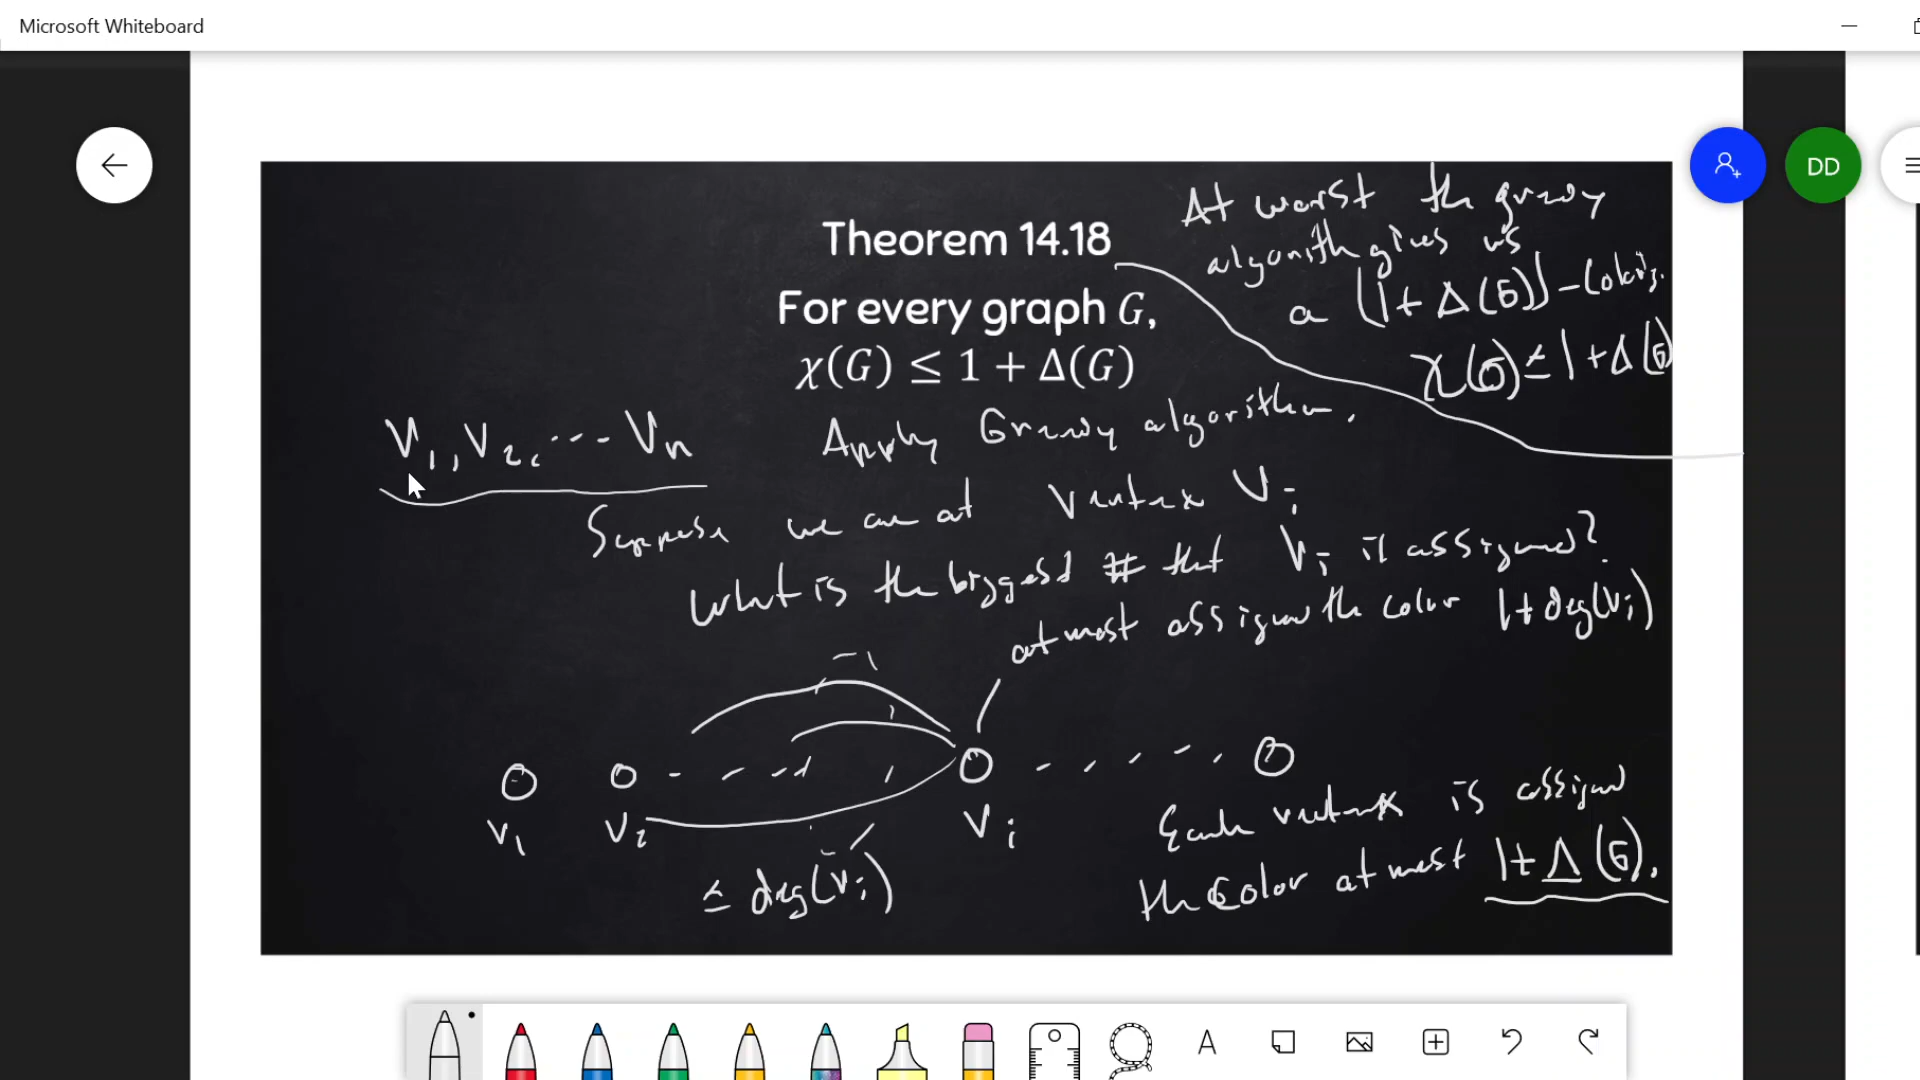 Microsoft Whiteboard
DD
Theorem 14.18
For every graph G,
χ(G) ≤ 1 + Δ(G)
At worst the greedy
algorithm gives us
a (1+Δ(G))-coloring.
χ(G) ≤ 1+Δ(G)
V1, V2, ... Vn
Apply Greedy algorithm.
Suppose we are at vertex Vi
What is the biggest # that Vi is assigned?
at most assigned the color 1+deg(Vi)
V1 V2 Vi
≤ deg(Vi)
Each vertex is assigned
the color at most 1+Δ(G).